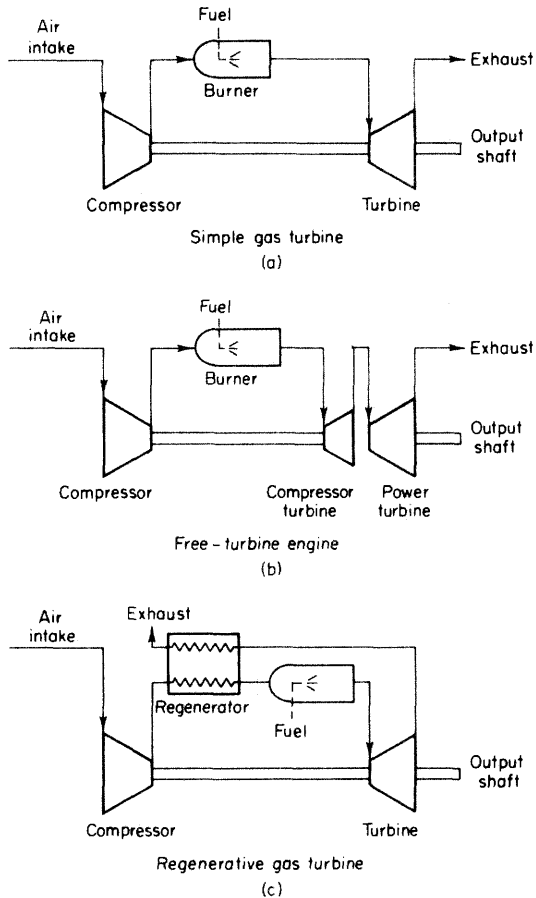 Air
intake
Fuel
Burner
Exhaust
Output
shaft
Compressor
Turbine
Simple gas turbine
(a)
Air
intake
Fuel
Burner
Exhaust
Output
shaft
Compressor
Compressor
turbine
Power
turbine
Free-turbine engine
(b)
Air
intake
Exhaust
Regenerator
Fuel
Output
shaft
Compressor
Turbine
Regenerative gas turbine
(c)